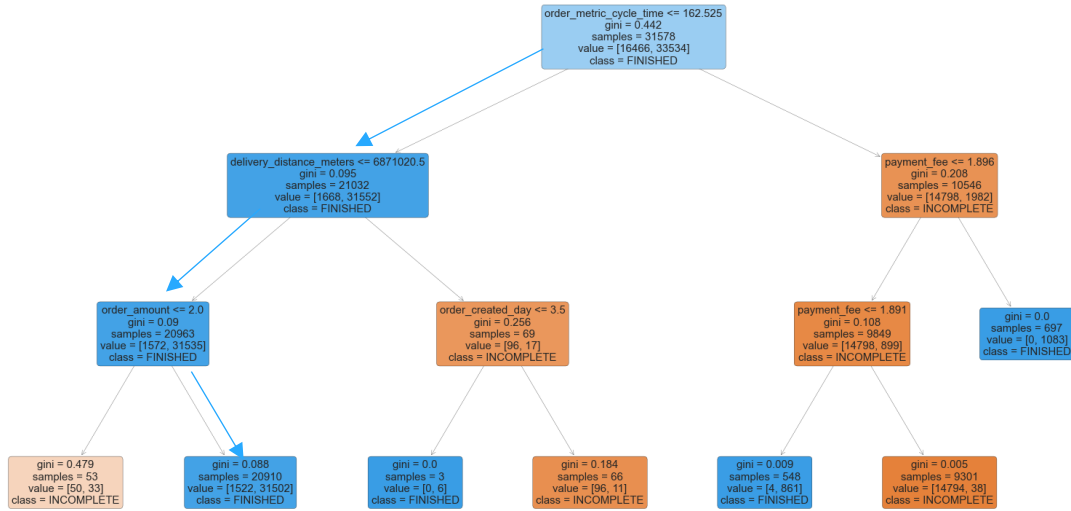 order_metric_cycle_time <= 162.525
gini = 0.442
samples = 31578
value = [16466, 33534]
class = FINISHED
delivery_distance_meters <= 6871020.5
gini = 0.095
samples = 21032
value = [1668, 31552]
class = FINISHED
payment_fee <= 1.896
gini = 0.208
samples = 10546
value = [14798, 1982]
class = INCOMPLETE
order_amount <= 2.0
gini = 0.09
samples = 20963
value = [1572, 31535]
class = FINISHED
order_created_day <= 3.5
gini = 0.256
samples = 69
value = [96, 17]
class = INCOMPLETE
payment_fee <= 1.891
gini = 0.108
samples = 9849
value = [14798, 899]
class = INCOMPLETE
gini = 0.0
samples = 697
value = [0, 1083]
class = FINISHED
gini = 0.479
samples = 53
value = [50, 33]
class = INCOMPLETE
gini = 0.088
samples = 20910
value = [1522, 31502]
class = FINISHED
gini = 0.0
samples = 3
value = [0, 6]
class = FINISHED
gini = 0.184
samples = 66
value = [96, 11]
class = INCOMPLETE
gini = 0.009
samples = 548
value = [4, 861]
class = FINISHED
gini = 0.005
samples = 9301
value = [14794, 38]
class = INCOMPLETE